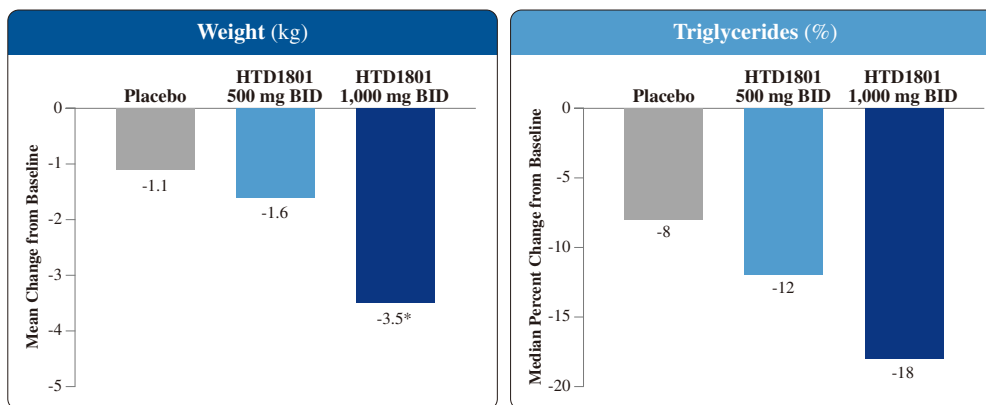 Weight (kg)
Mean Change from Baseline
Placebo
HTD1801
500 mg BID
HTD1801
1,000 mg BID
0
-1
-2
-3
-4
-5
-1.1
-1.6
-3.5*
Triglycerides (%)
Median Percent Change from Baseline
Placebo
HTD1801
500 mg BID
HTD1801
1,000 mg BID
0
-5
-10
-15
-20
-8
-12
-18